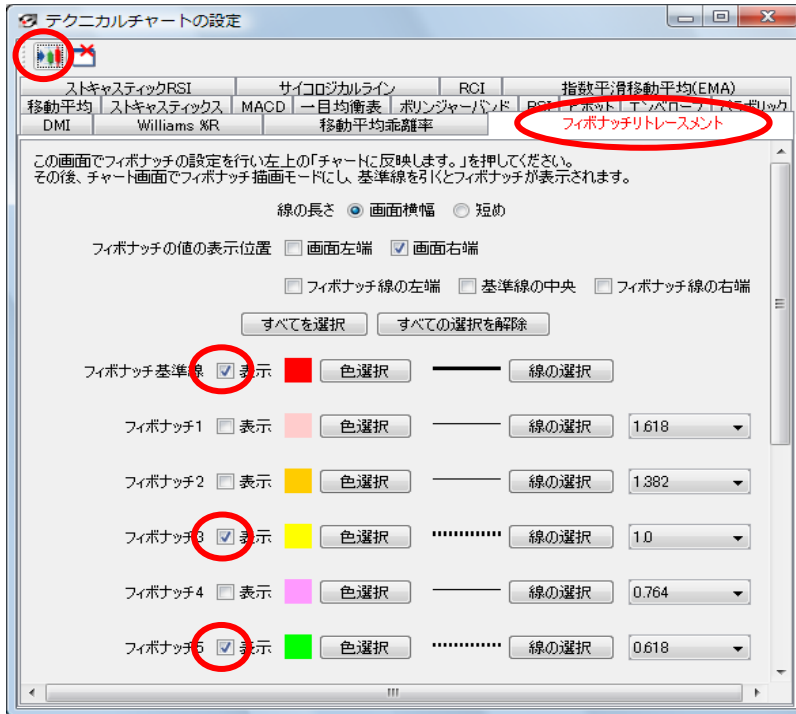 テクニカルチャートの設定
ストキャスティックRSI サイコロジカルライン RCI 指数平滑移動平均(EMA)
移動平均 ストキャスティックス MACD 一目均衡表 ボリンジャーバンド RSI ピボット エンベロープ パラボリック
DMI Williams %R 移動平均乖離率 フィボナッチリトレースメント
この画面でフィボナッチの設定を行い左上の「チャートに反映します。」を押してください。
その後、チャート画面でフィボナッチ描画モードにし、基準線を引くとフィボナッチが表示されます。
線の長さ 画面横幅 短め
フィボナッチの値の表示位置 画面左端 画面右端
フィボナッチ線の左端 基準線の中央 フィボナッチ線の右端
すべてを選択 すべての選択を解除
フィボナッチ基準線 表示 色選択 線の選択
フィボナッチ1 表示 色選択 線の選択 1.618
フィボナッチ2 表示 色選択 線の選択 1.382
フィボナッチ3 表示 色選択 線の選択 1.0
フィボナッチ4 表示 色選択 線の選択 0.764
フィボナッチ5 表示 色選択 線の選択 0.618